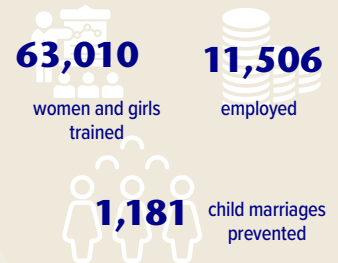 63,010
women and girls
trained
11,506
employed
1,181
child marriages
prevented